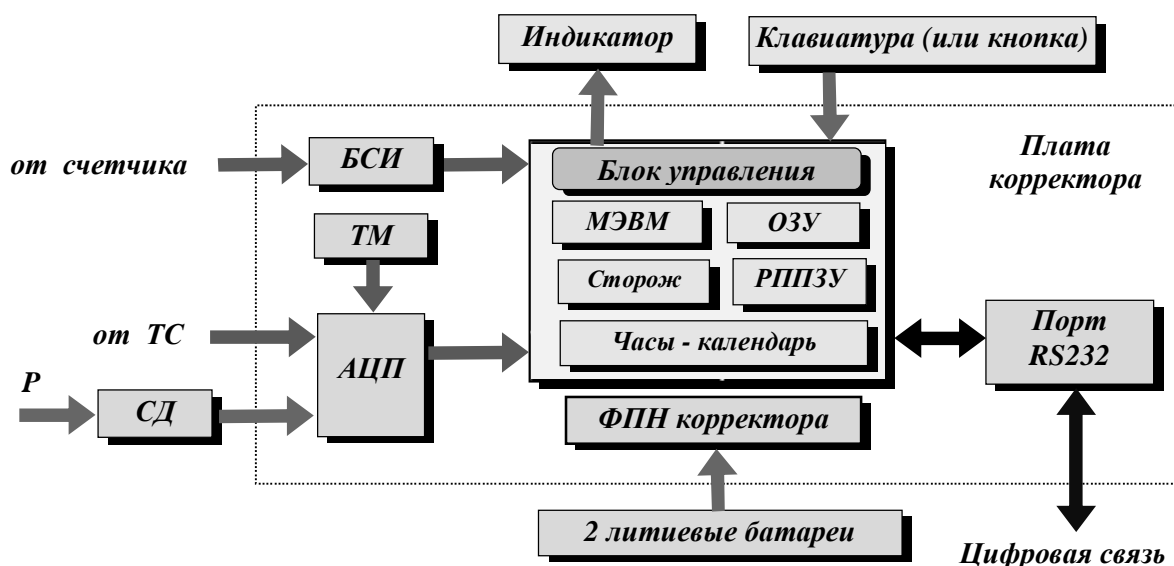 Индикатор
Клавиатура (или кнопка)
от счетчика
БСИ
Плата
корректора
Блок управления
ТМ
МЭВМ
ОЗУ
Сторож
РППЗУ
от ТС
АЦП
Часы - календарь
Порт
RS232
Р
СД
ФПН корректора
2 литиевые батареи
Цифровая связь